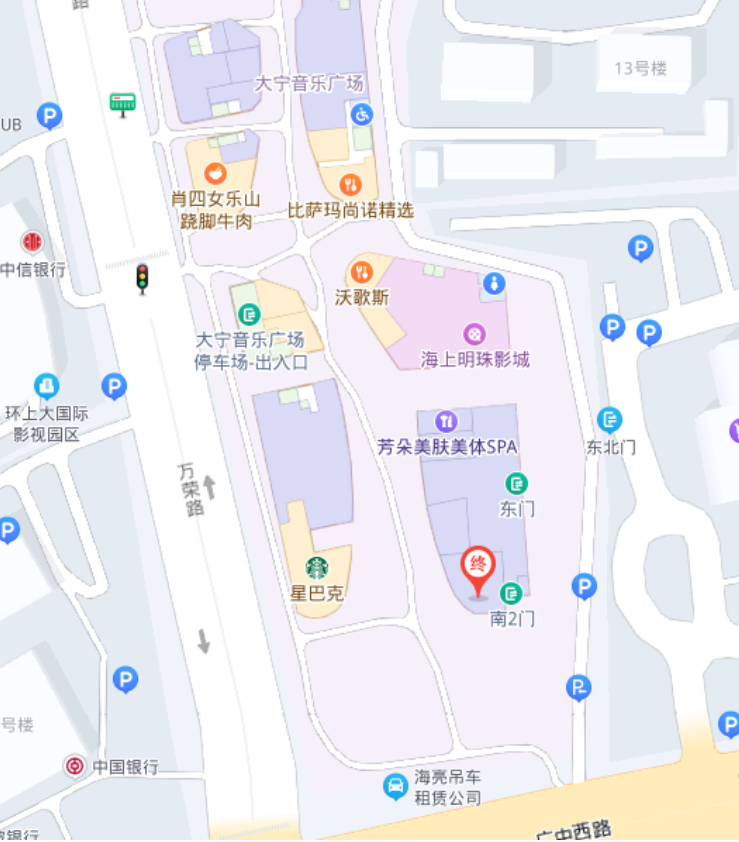 路
大宁音乐广场
13号楼
UB
肖四女乐山
跷脚牛肉
比萨玛尚诺精选
中信银行
沃歌斯
大宁音乐广场
停车场-出入口
海上明珠影城
环上大国际
影视园区
芳朵美肤美体SPA
东北门
万荣路
东门
终
星巴克
南2门
号楼
中国银行
海亮吊车
租赁公司
银行
广中西路